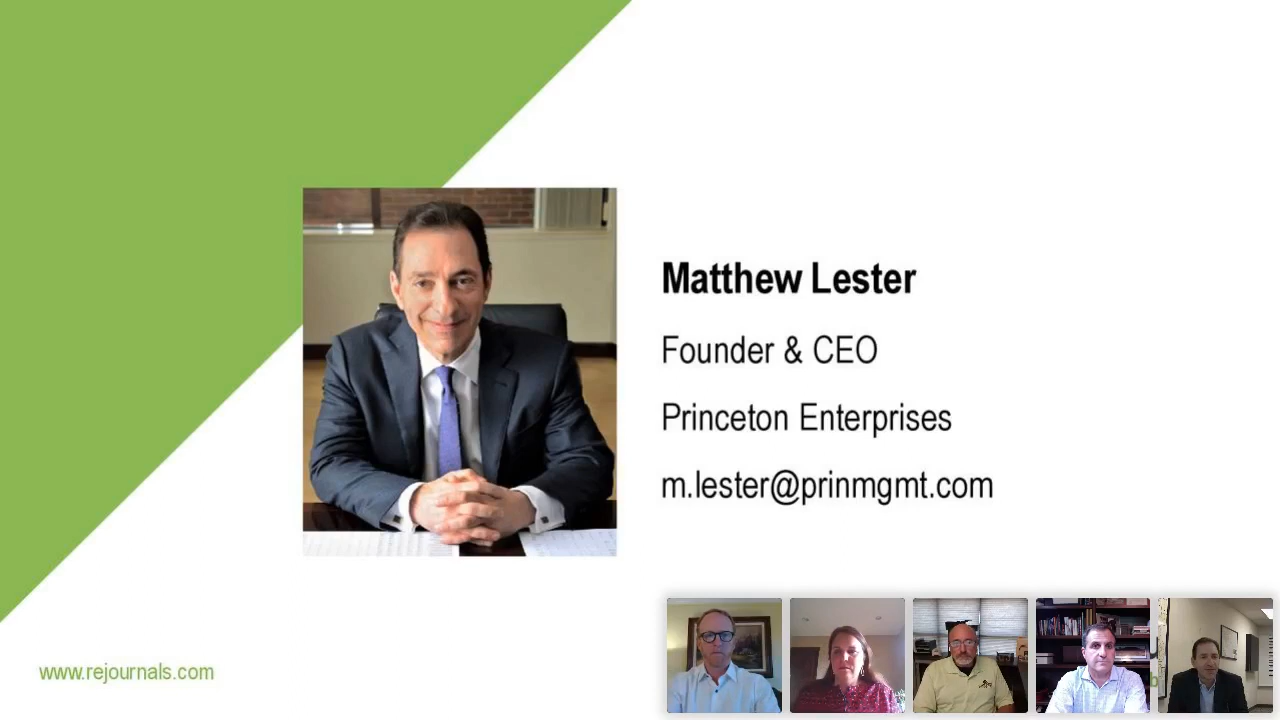 Matthew Lester
Founder & CEO
Princeton Enterprises
m.lester@prinmgmt.com
www.rejournals.com